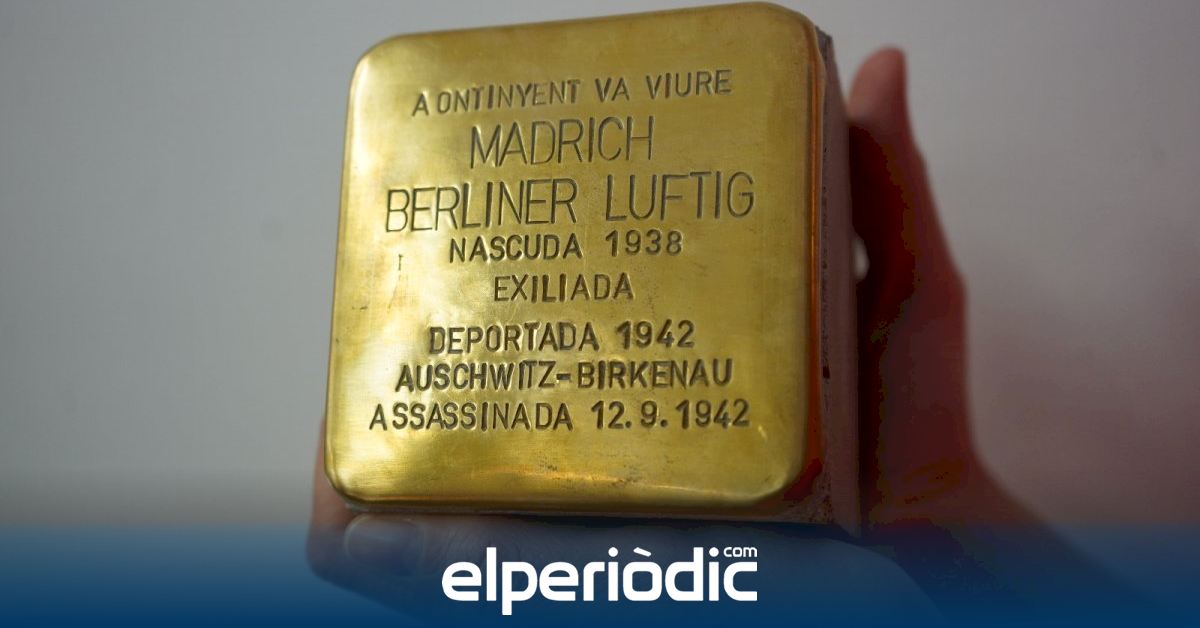 A ONTINYENT VA VIURE
MADRICH
BERLINER LUFTIG
NASCUDA 1938
EXILIADA
DEPORTADA 1942
AUSCHWITZ-BIRKENAU
ASSASSINADA 12.9.1942
elperiòdic.com